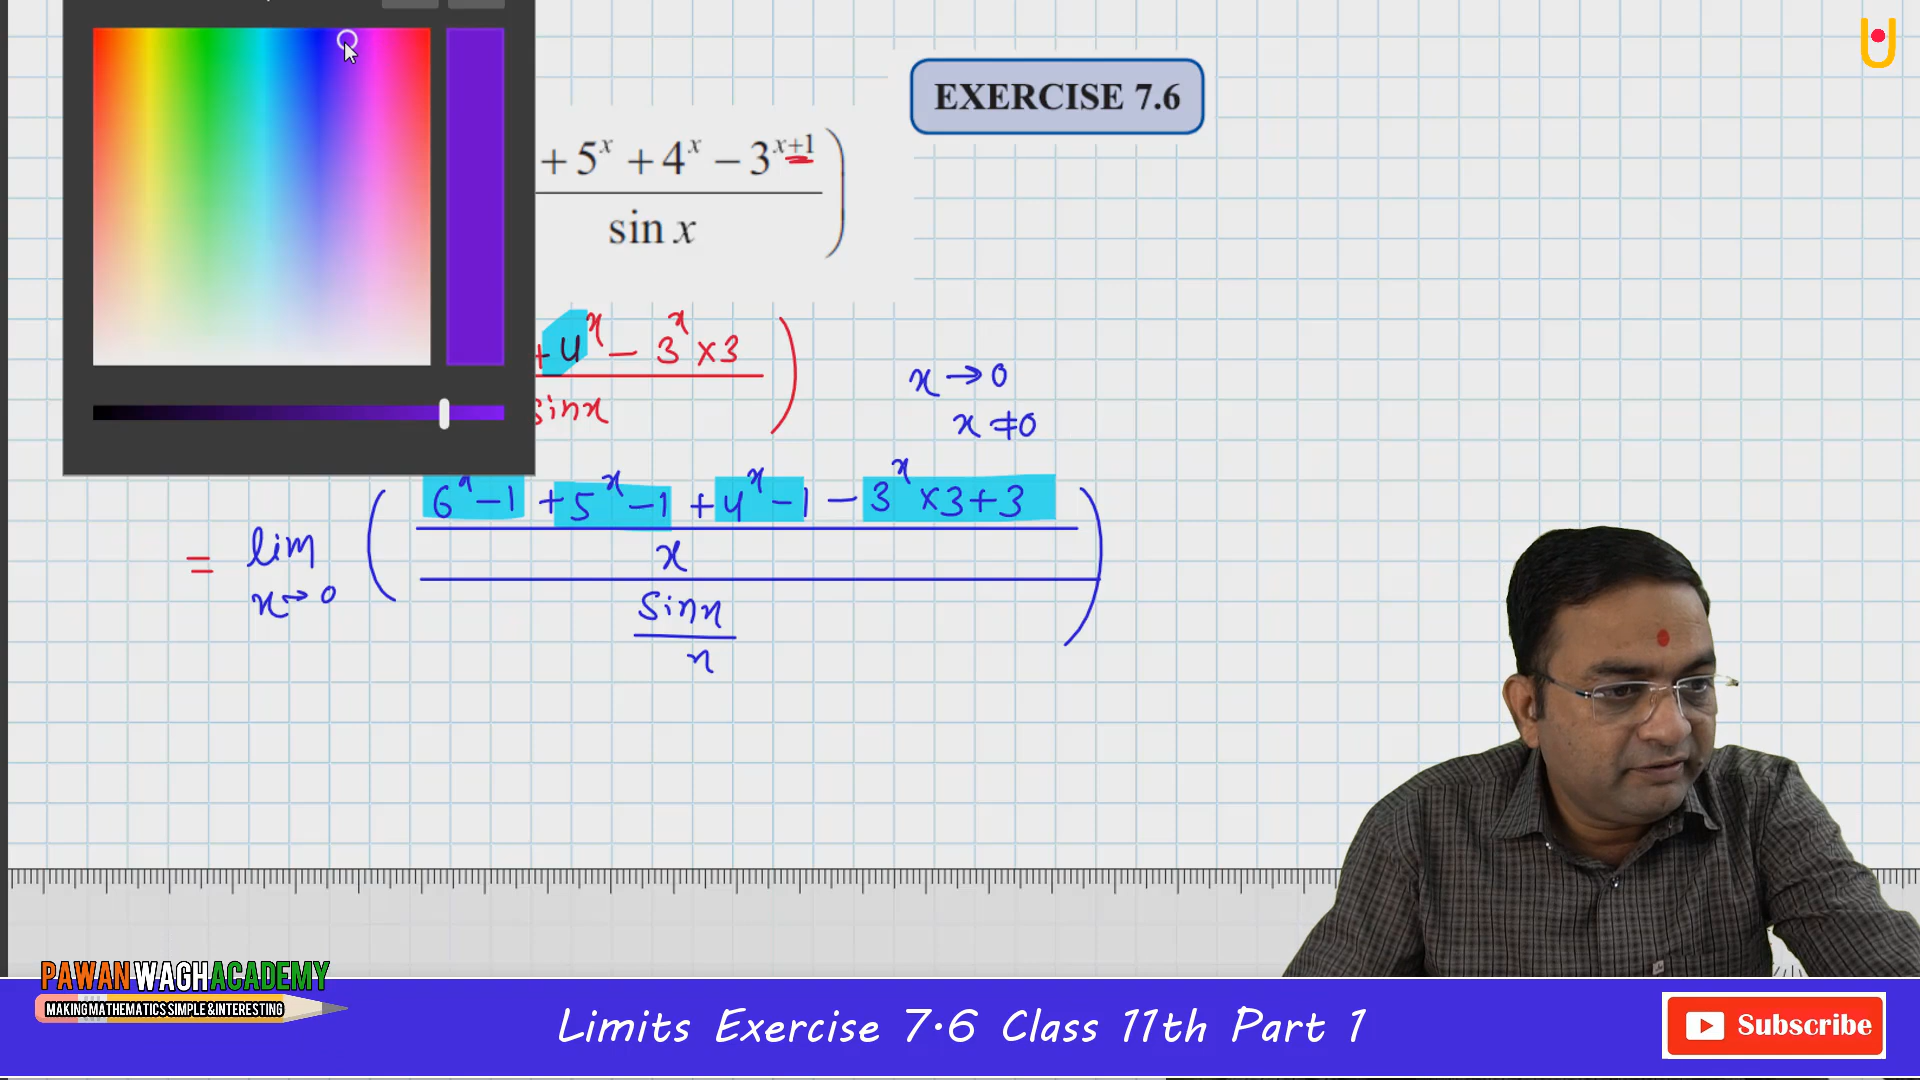 EXERCISE 7.6
+ 5^x + 4^x − 3^{x+1} )
sin x
+ 4^x − 3^x × 3 )
sinx
x → 0
x ≠ 0
= lim x→0 ( 6^x − 1 + 5^x − 1 + 4^x − 1 − 3^x × 3 + 3 )
x
sinx
x
PAWAN WAGH ACADEMY
MAKING MATHEMATICS SIMPLE & INTERESTING
Limits Exercise 7.6 Class 11th Part 1
Subscribe